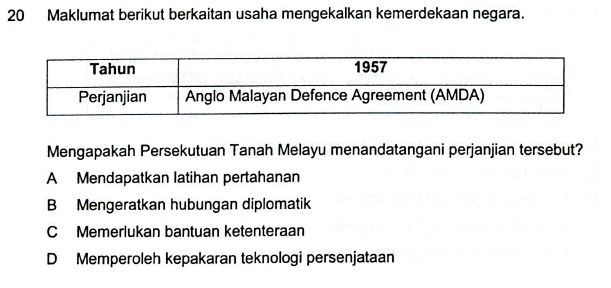 20 Maklumat berikut berkaitan usaha mengekalkan kemerdekaan negara.
Tahun 1957
Perjanjian Anglo Malayan Defence Agreement (AMDA)
Mengapakah Persekutuan Tanah Melayu menandatangani perjanjian tersebut?
A Mendapatkan latihan pertahanan
B Mengeratkan hubungan diplomatik
C Memerlukan bantuan ketenteraan
D Memperoleh kepakaran teknologi persenjataan